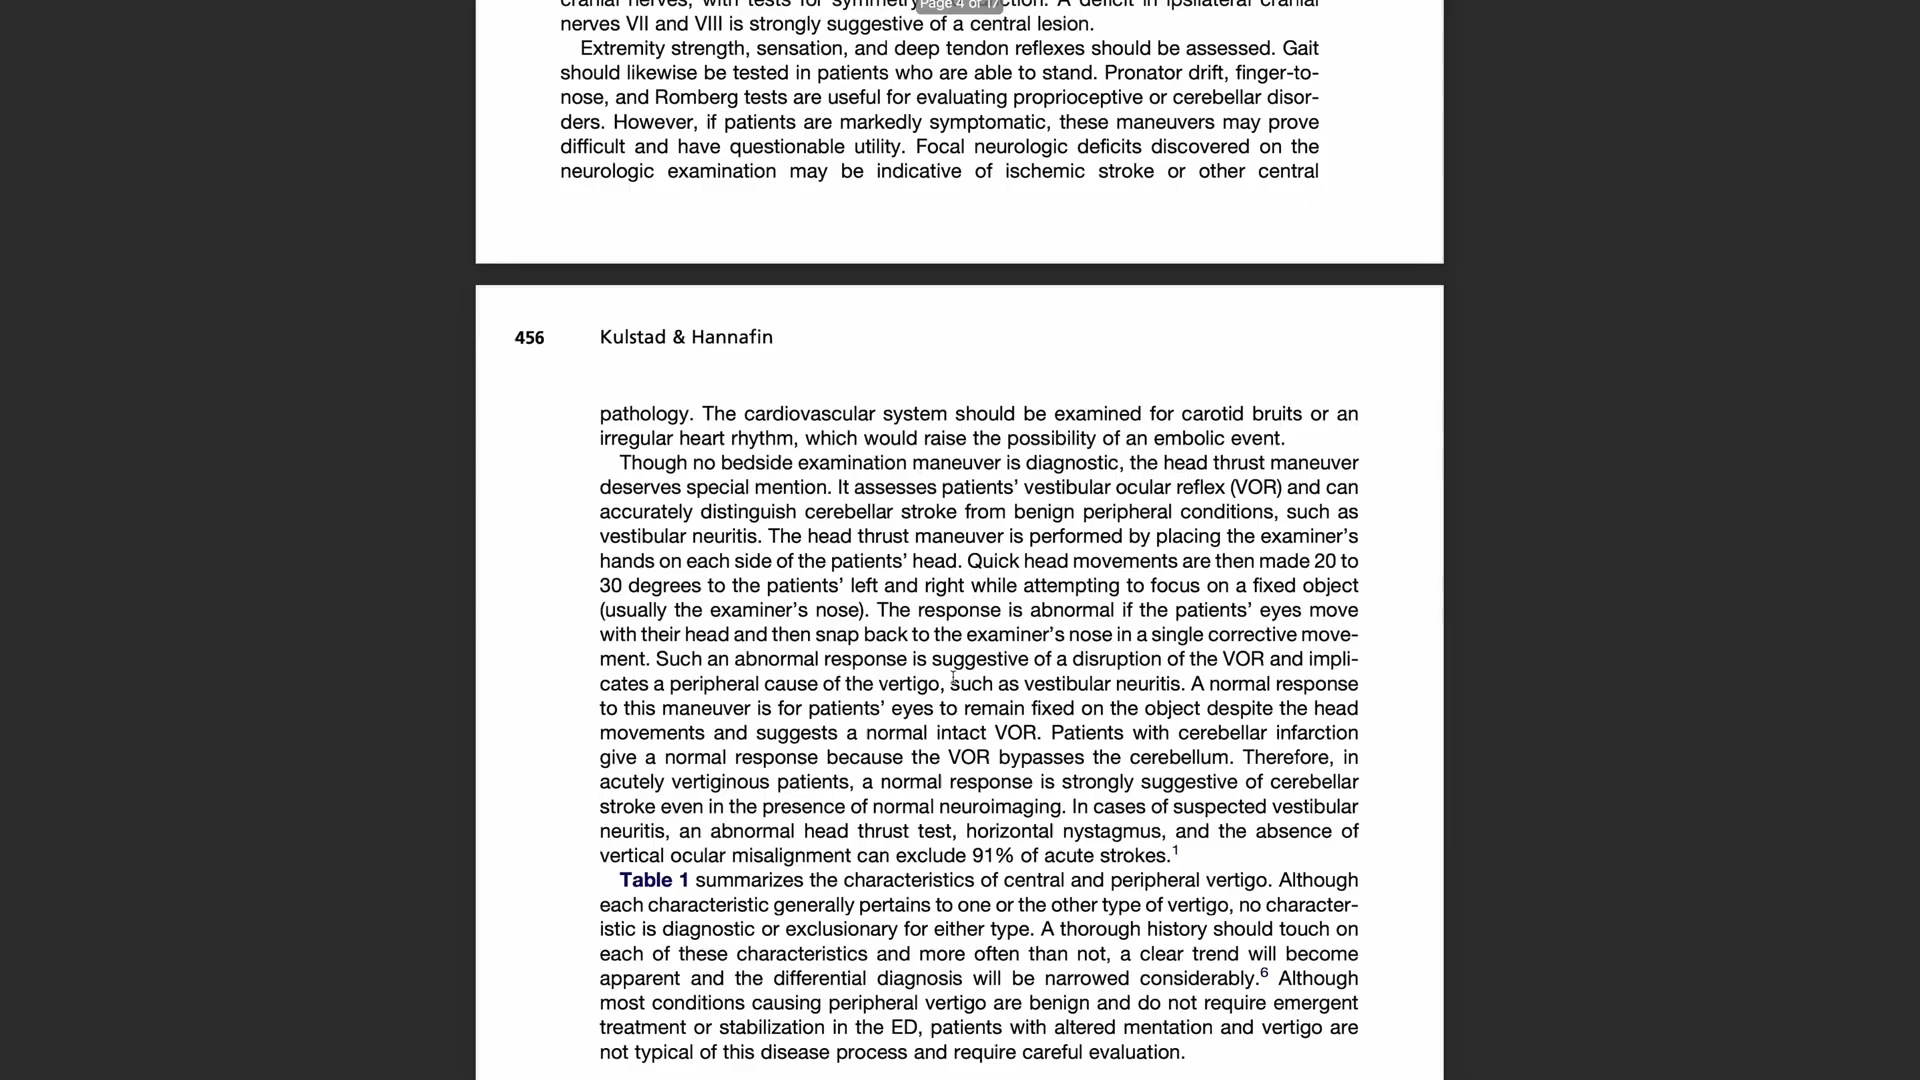 cranial nerves, with tests for symmetry
Page 4 of 17
A deficit in ipsilateral cranial
nerves VII and VIII is strongly suggestive of a central lesion.
Extremity strength, sensation, and deep tendon reflexes should be assessed. Gait
should likewise be tested in patients who are able to stand. Pronator drift, finger-to-
nose, and Romberg tests are useful for evaluating proprioceptive or cerebellar disor-
ders. However, if patients are markedly symptomatic, these maneuvers may prove
difficult and have questionable utility. Focal neurologic deficits discovered on the
neurologic examination may be indicative of ischemic stroke or other central
456 Kulstad & Hannafin
pathology. The cardiovascular system should be examined for carotid bruits or an
irregular heart rhythm, which would raise the possibility of an embolic event.
Though no bedside examination maneuver is diagnostic, the head thrust maneuver
deserves special mention. It assesses patients’ vestibular ocular reflex (VOR) and can
accurately distinguish cerebellar stroke from benign peripheral conditions, such as
vestibular neuritis. The head thrust maneuver is performed by placing the examiner’s
hands on each side of the patients’ head. Quick head movements are then made 20 to
30 degrees to the patients’ left and right while attempting to focus on a fixed object
(usually the examiner’s nose). The response is abnormal if the patients’ eyes move
with their head and then snap back to the examiner’s nose in a single corrective move-
ment. Such an abnormal response is suggestive of a disruption of the VOR and impli-
cates a peripheral cause of the vertigo, such as vestibular neuritis. A normal response
to this maneuver is for patients’ eyes to remain fixed on the object despite the head
movements and suggests a normal intact VOR. Patients with cerebellar infarction
give a normal response because the VOR bypasses the cerebellum. Therefore, in
acutely vertiginous patients, a normal response is strongly suggestive of cerebellar
stroke even in the presence of normal neuroimaging. In cases of suspected vestibular
neuritis, an abnormal head thrust test, horizontal nystagmus, and the absence of
vertical ocular misalignment can exclude 91% of acute strokes.1
Table 1 summarizes the characteristics of central and peripheral vertigo. Although
each characteristic generally pertains to one or the other type of vertigo, no character-
istic is diagnostic or exclusionary for either type. A thorough history should touch on
each of these characteristics and more often than not, a clear trend will become
apparent and the differential diagnosis will be narrowed considerably.6 Although
most conditions causing peripheral vertigo are benign and do not require emergent
treatment or stabilization in the ED, patients with altered mentation and vertigo are
not typical of this disease process and require careful evaluation.